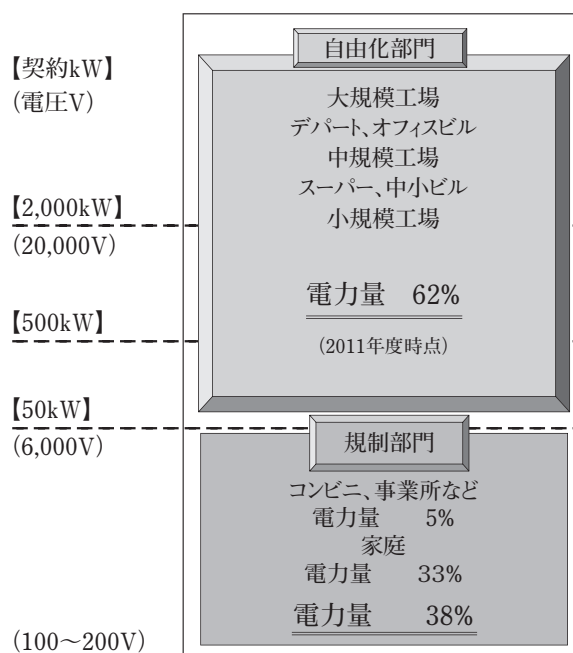 自由化部門
【契約kW】
(電圧V)
大規模工場
デパート、オフィスビル
中規模工場
スーパー、中小ビル
小規模工場
【2,000kW】
(20,000V)
電力量 62%
(2011年度時点)
【500kW】
【50kW】
(6,000V)
規制部門
コンビニ、事業所など
電力量 5%
家庭
電力量 33%
電力量 38%
(100〜200V)